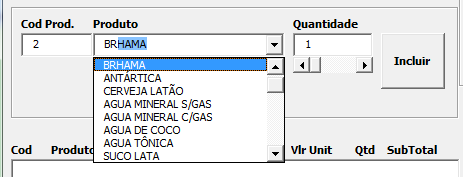 Cod Prod. Produto Quantidade
2 BRHAMA 1
Incluir
BRHAMA
ANTÁRTICA
CERVEJA LATÃO
AGUA MINERAL S/GAS
AGUA MINERAL C/GAS
AGUA DE COCO
AGUA TÔNICA
SUCO LATA
Cod Produto Vlr Unit Qtd SubTotal